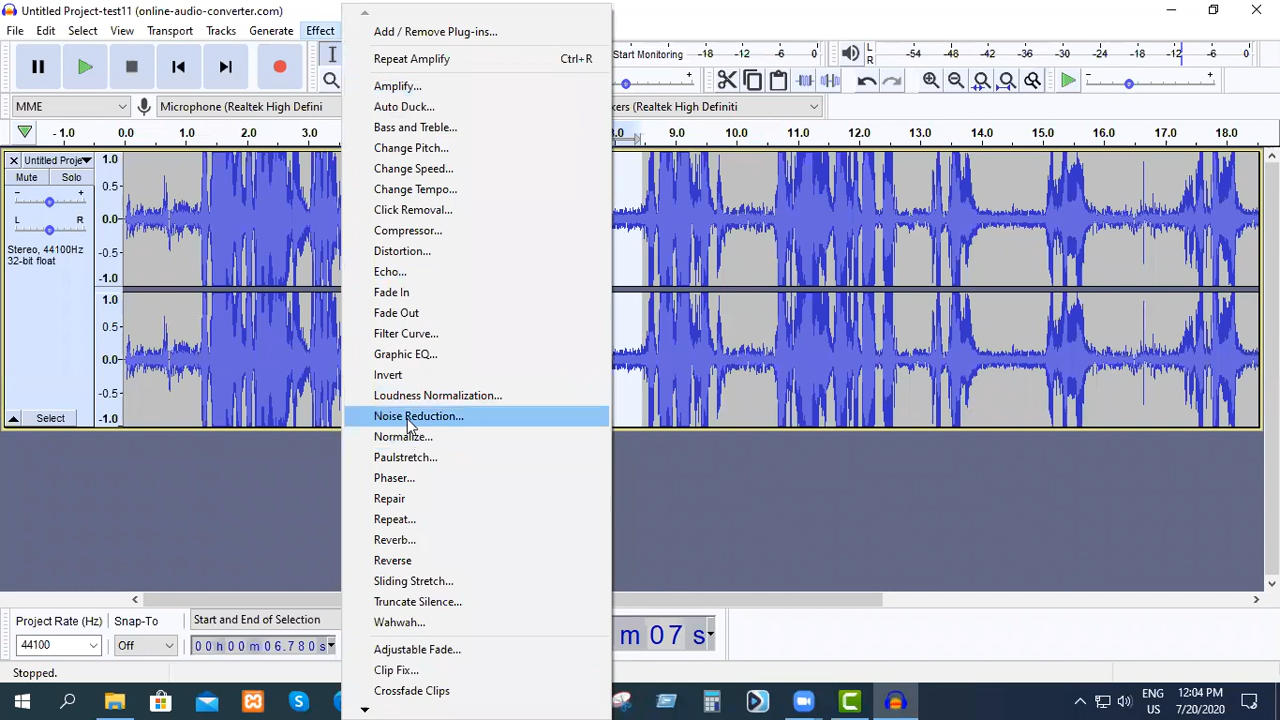 Untitled Project-test11 (online-audio-converter.com)
File Edit Select View Transport Tracks Generate Effect
Add / Remove Plug-ins...
Repeat Amplify Ctrl+R
Amplify...
Auto Duck...
Bass and Treble...
Change Pitch...
Change Speed...
Change Tempo...
Click Removal...
Compressor...
Distortion...
Echo...
Fade In
Fade Out
Filter Curve...
Graphic EQ...
Invert
Loudness Normalization...
Noise Reduction...
Normalize...
Paulstretch...
Phaser...
Repair
Repeat...
Reverb...
Reverse
Sliding Stretch...
Truncate Silence...
Wahwah...
Adjustable Fade...
Clip Fix...
Crossfade Clips
Start Monitoring -18 -12 -6 0
L
R
-54 -48 -42 -36 -30 -24 -18 -12 -6 0
MME Microphone (Realtek High Defini kers (Realtek High Definiti
-1.0 0.0 1.0 2.0 3.0 8.0 9.0 10.0 11.0 12.0 13.0 14.0 15.0 16.0 17.0 18.0
Untitled Proje
Mute Solo
- +
L R
Stereo, 44100Hz
32-bit float
Select
1.0
0.5
0.0
-0.5
-1.0
1.0
0.5
0.0
-0.5
-1.0
Project Rate (Hz) Snap-To Start and End of Selection
44100 Off 00h00m06.780s
m 07 s
Stopped.
ENG
US
12:04 PM
7/20/2020